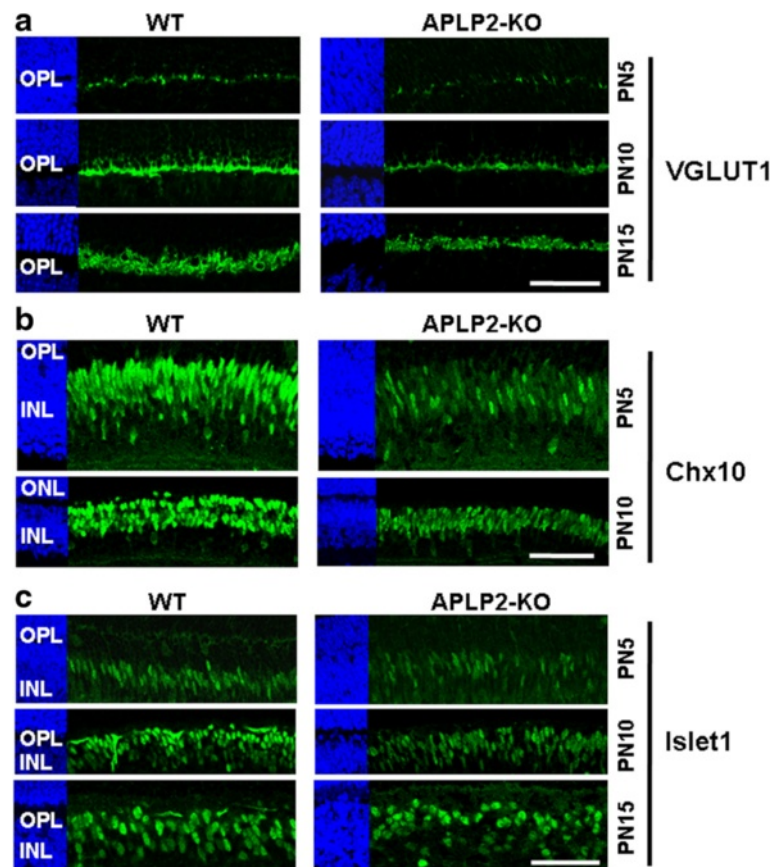 a
WT APLP2-KO
OPL PN5
OPL PN10 VGLUT1
OPL PN15
b
WT APLP2-KO
OPL
INL PN5
Chx10
ONL
INL PN10
c
WT APLP2-KO
OPL
INL PN5
OPL
INL PN10 Islet1
OPL
INL PN15